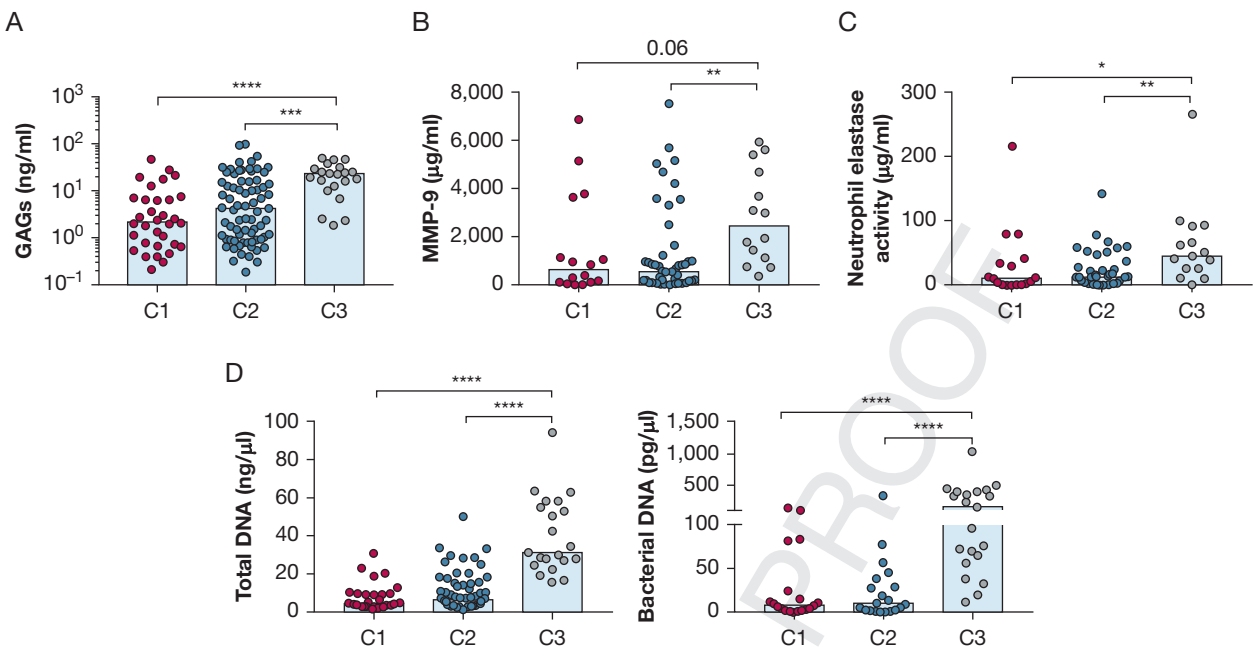 A
GAGs (ng/ml)
10³
10²
10¹
10⁰
10⁻¹
****
***
C1 C2 C3
B
MMP-9 (μg/ml)
8,000
6,000
4,000
2,000
0
0.06
**
C1 C2 C3
C
Neutrophil elastase
activity (μg/ml)
300
200
100
0
*
**
C1 C2 C3
D
Total DNA (ng/μl)
100
80
60
40
20
0
****
****
C1 C2 C3
Bacterial DNA (pg/μl)
1,500
1,000
500
100
50
0
****
****
C1 C2 C3
PROOF